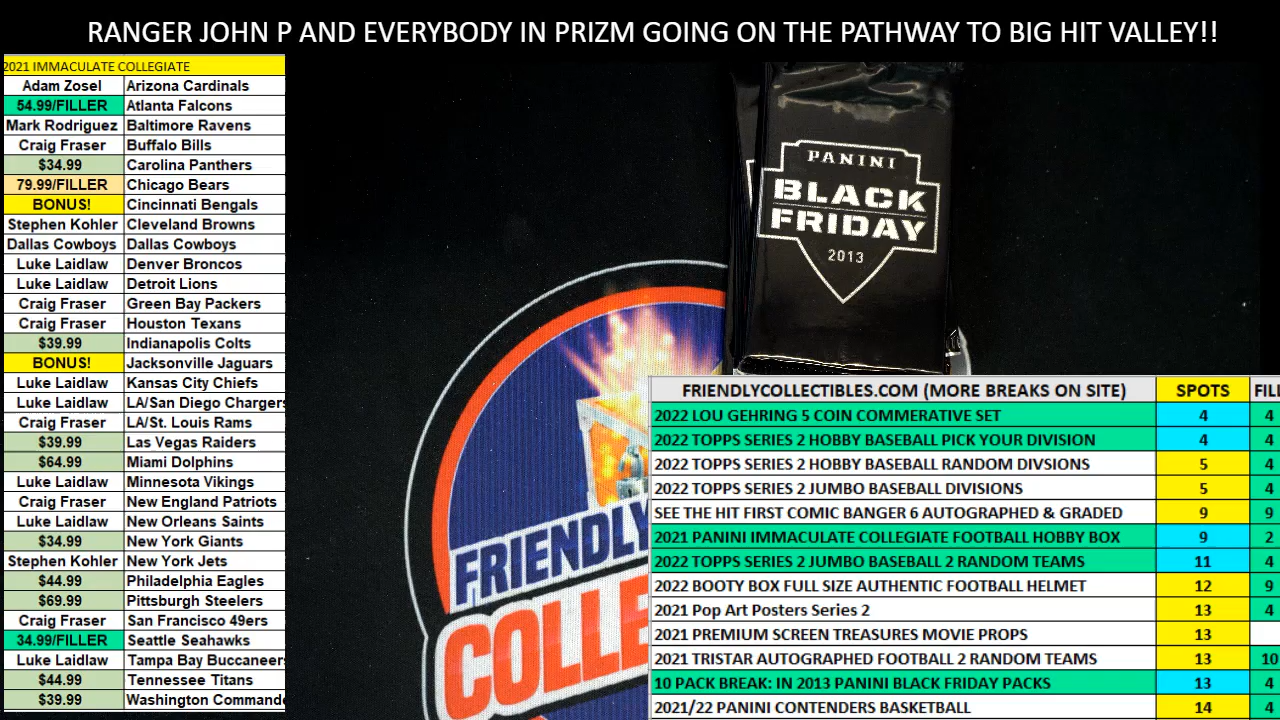 RANGER JOHN P AND EVERYBODY IN PRIZM GOING ON THE PATHWAY TO BIG HIT VALLEY!!
2021 IMMACULATE COLLEGIATE
Adam Zosel Arizona Cardinals
54.99/FILLER Atlanta Falcons
Mark Rodriguez Baltimore Ravens
Craig Fraser Buffalo Bills
$34.99 Carolina Panthers
79.99/FILLER Chicago Bears
BONUS! Cincinnati Bengals
Stephen Kohler Cleveland Browns
Dallas Cowboys Dallas Cowboys
Luke Laidlaw Denver Broncos
Luke Laidlaw Detroit Lions
Craig Fraser Green Bay Packers
Craig Fraser Houston Texans
$39.99 Indianapolis Colts
BONUS! Jacksonville Jaguars
Luke Laidlaw Kansas City Chiefs
Luke Laidlaw LA/San Diego Chargers
Craig Fraser LA/St. Louis Rams
$39.99 Las Vegas Raiders
$64.99 Miami Dolphins
Luke Laidlaw Minnesota Vikings
Craig Fraser New England Patriots
Luke Laidlaw New Orleans Saints
$34.99 New York Giants
Stephen Kohler New York Jets
$44.99 Philadelphia Eagles
$69.99 Pittsburgh Steelers
Craig Fraser San Francisco 49ers
34.99/FILLER Seattle Seahawks
Luke Laidlaw Tampa Bay Buccaneer
$44.99 Tennessee Titans
$39.99 Washington Commande
PANINI
BLACK
FRIDAY
2013
FRIENDLY
COLLE
FRIENDLYCOLLECTIBLES.COM (MORE BREAKS ON SITE) SPOTS FILL
2022 LOU GEHRING 5 COIN COMMERATIVE SET 4 4
2022 TOPPS SERIES 2 HOBBY BASEBALL PICK YOUR DIVISION 4 4
2022 TOPPS SERIES 2 HOBBY BASEBALL RANDOM DIVSIONS 5 4
2022 TOPPS SERIES 2 JUMBO BASEBALL DIVISIONS 5 4
SEE THE HIT FIRST COMIC BANGER 6 AUTOGRAPHED & GRADED 9 9
2021 PANINI IMMACULATE COLLEGIATE FOOTBALL HOBBY BOX 9 2
2022 TOPPS SERIES 2 JUMBO BASEBALL 2 RANDOM TEAMS 11 4
2022 BOOTY BOX FULL SIZE AUTHENTIC FOOTBALL HELMET 12 9
2021 Pop Art Posters Series 2 13 4
2021 PREMIUM SCREEN TREASURES MOVIE PROPS 13
2021 TRISTAR AUTOGRAPHED FOOTBALL 2 RANDOM TEAMS 13 10
10 PACK BREAK: IN 2013 PANINI BLACK FRIDAY PACKS 13 4
2021/22 PANINI CONTENDERS BASKETBALL 14 4